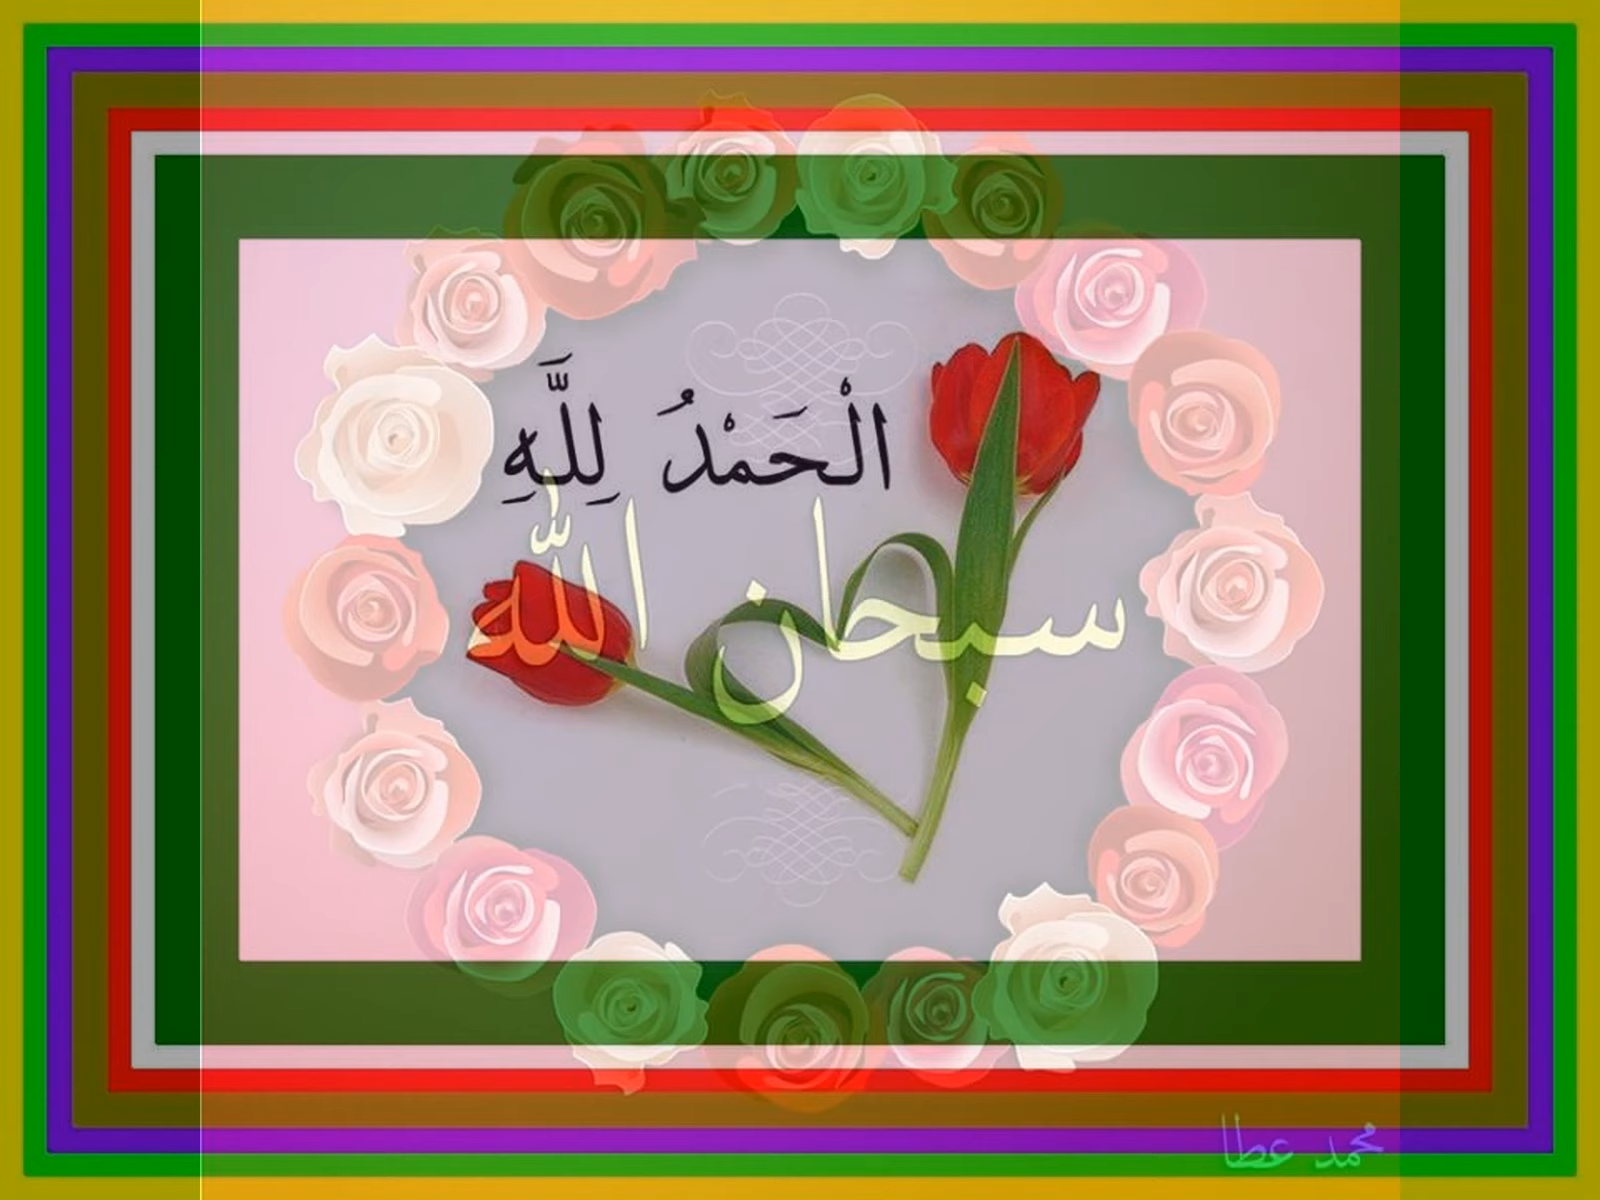 الْحَمْدُ لِلَّهِ
سبحان الله
محمد عطا